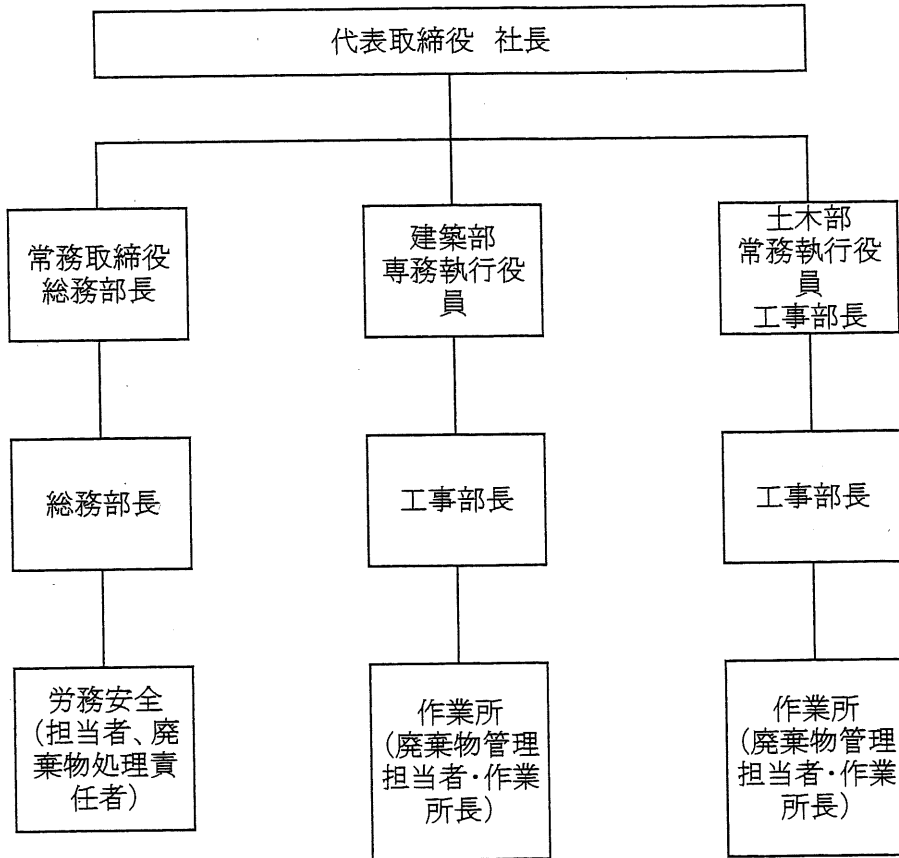 代表取締役 社長
常務取締役
総務部長
建築部
専務執行役
員
土木部
常務執行役
員
工事部長
総務部長
工事部長
工事部長
労務安全
(担当者、廃
棄物処理責
任者)
作業所
(廃棄物管理
担当者・作業
所長)
作業所
(廃棄物管理
担当者・作業
所長)